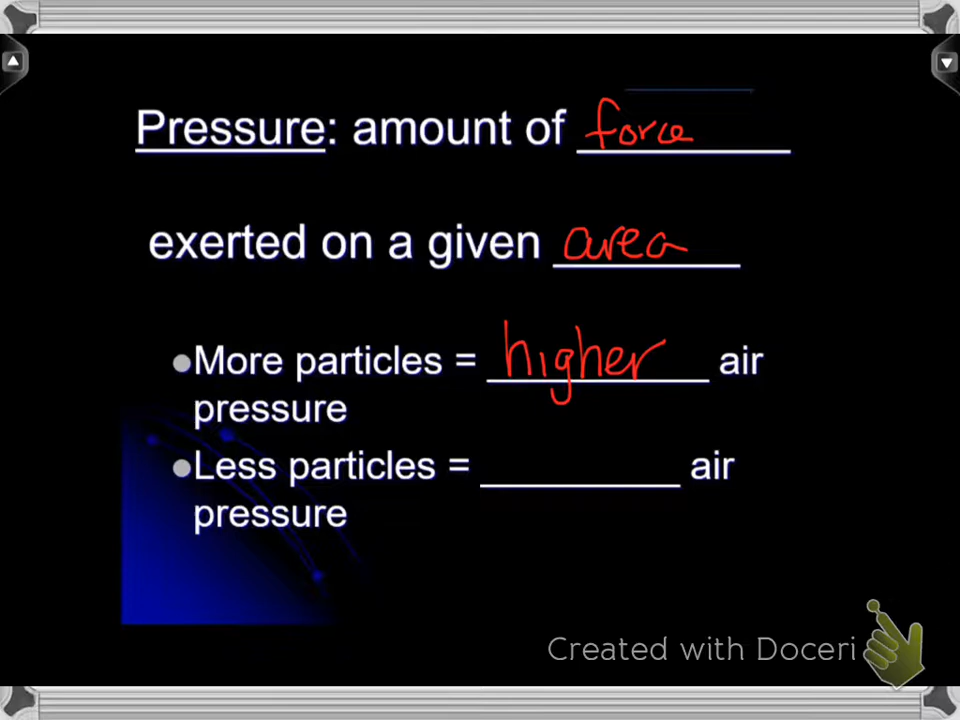 Pressure: amount of force
exerted on a given area
●More particles = higher air
pressure
●Less particles = __________ air
pressure
Created with Doceri